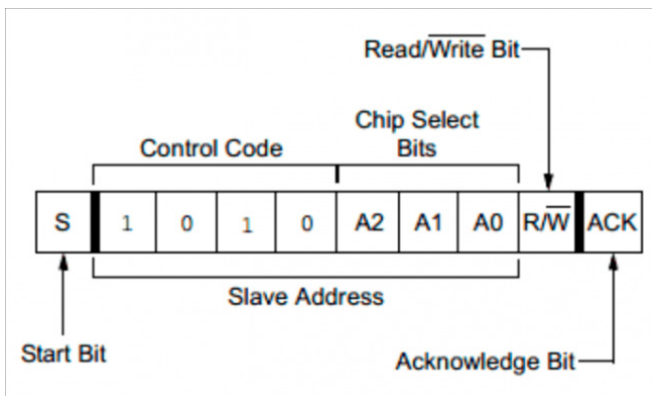 Read/Write Bit
Chip Select
Control Code Bits
S 1 0 1 0 A2 A1 A0 R/W ACK
Slave Address
Start Bit
Acknowledge Bit